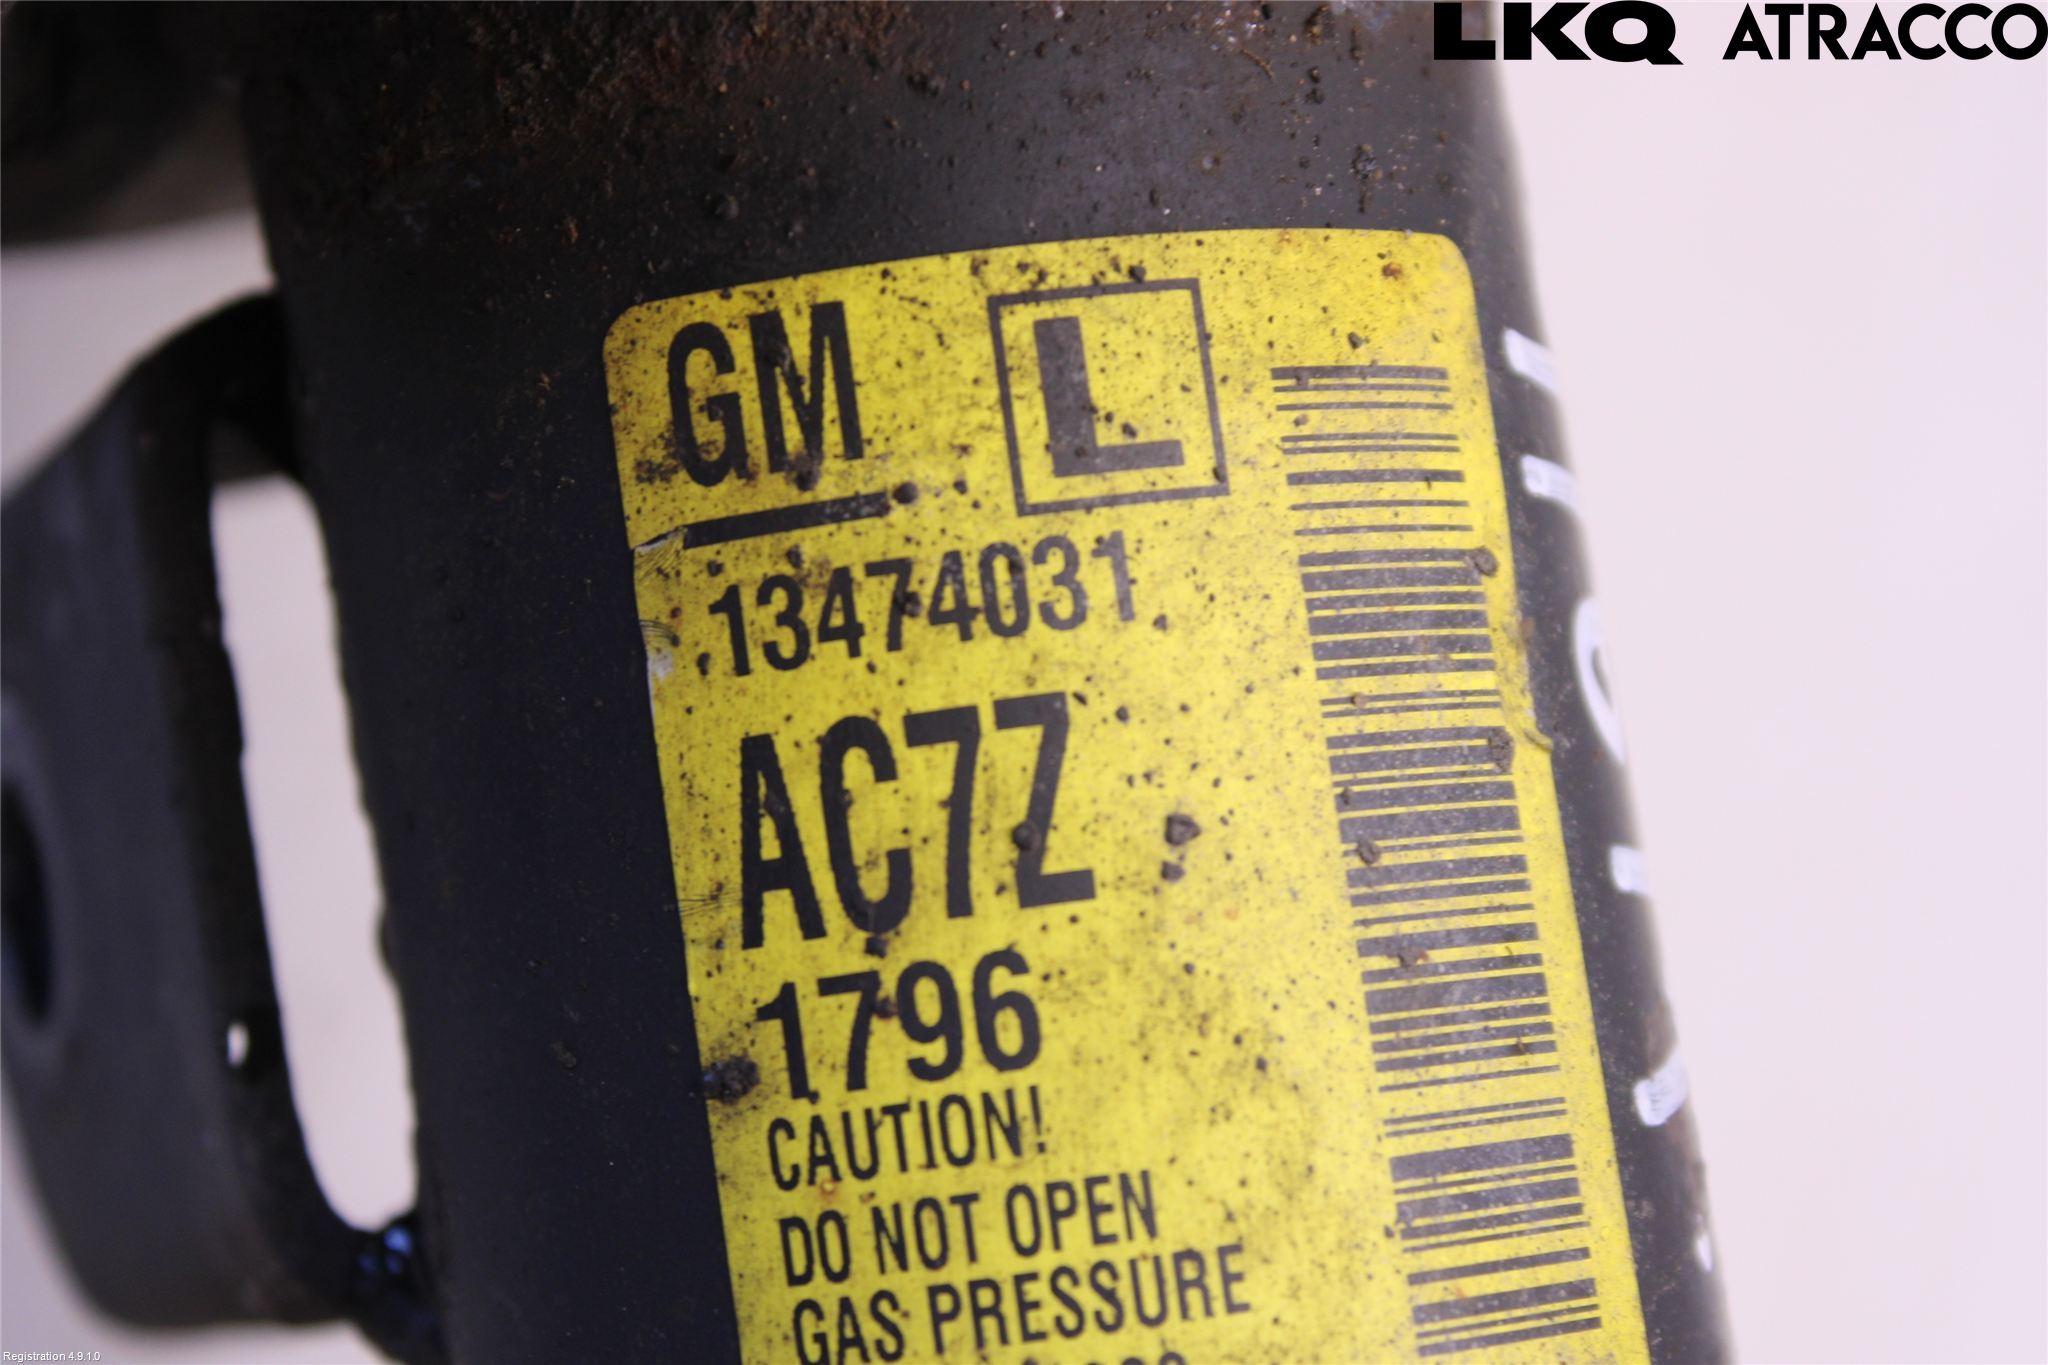 LKQ ATRACCO
GM L
13474031
AC7Z
1796
CAUTION!
DO NOT OPEN
GAS PRESSURE
Registration 4.9.1.0